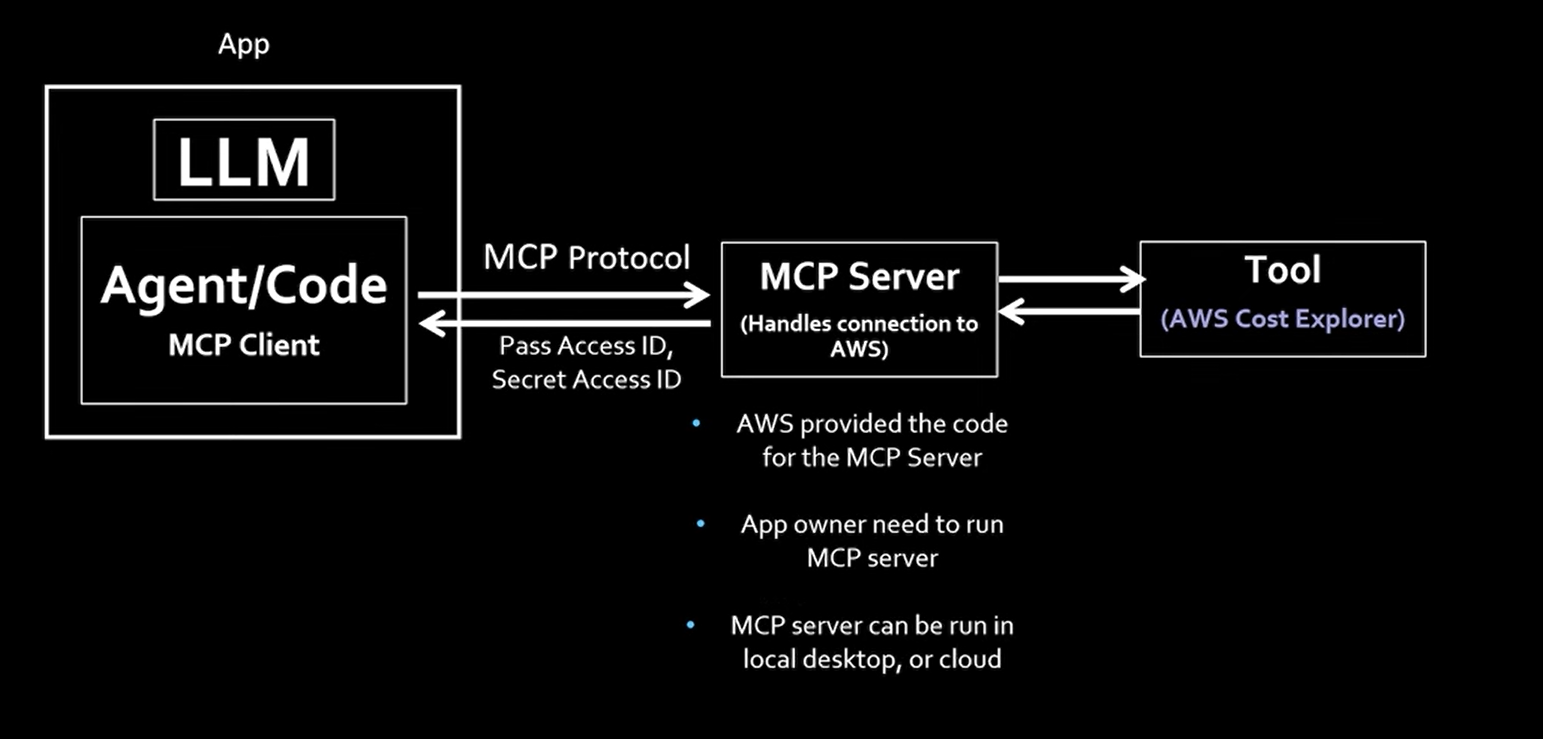 App
LLM
Agent/Code
MCP Client
MCP Protocol
Pass Access ID,
Secret Access ID
MCP Server
(Handles connection to
AWS)
Tool
(AWS Cost Explorer)
• AWS provided the code
for the MCP Server
• App owner need to run
MCP server
• MCP server can be run in
local desktop, or cloud